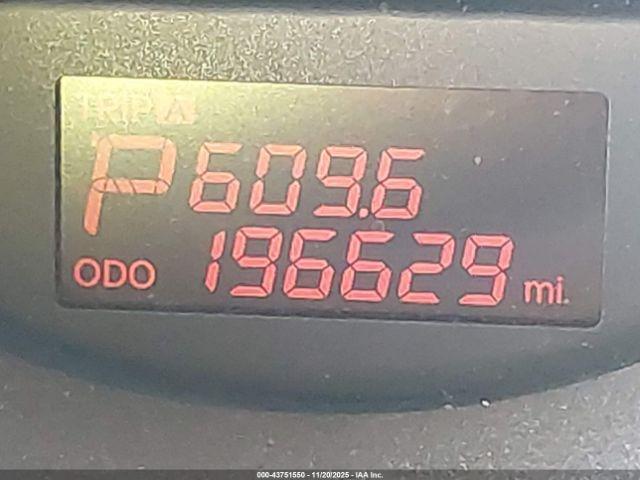 TRIP A
P 609.6
ODO 196629 mi.
000-43751550 - 11/20/2025 - IAA Inc.